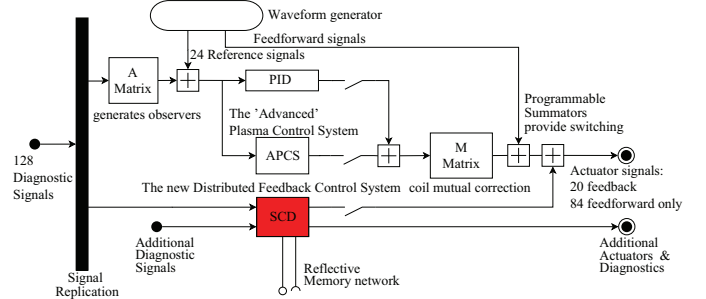 Waveform generator
Feedforward signals
24 Reference signals
A
Matrix
PID
generates observers
The 'Advanced'
Plasma Control System
APCS
M
Matrix
Programmable
Summators
provide switching
128
Diagnostic
Signals
Actuator signals:
20 feedback
84 feedforward only
The new Distributed Feedback Control System coil mutual correction
SCD
Additional
Diagnostic
Signals
Additional
Actuators &
Diagnostics
Reflective
Memory network
Signal
Replication